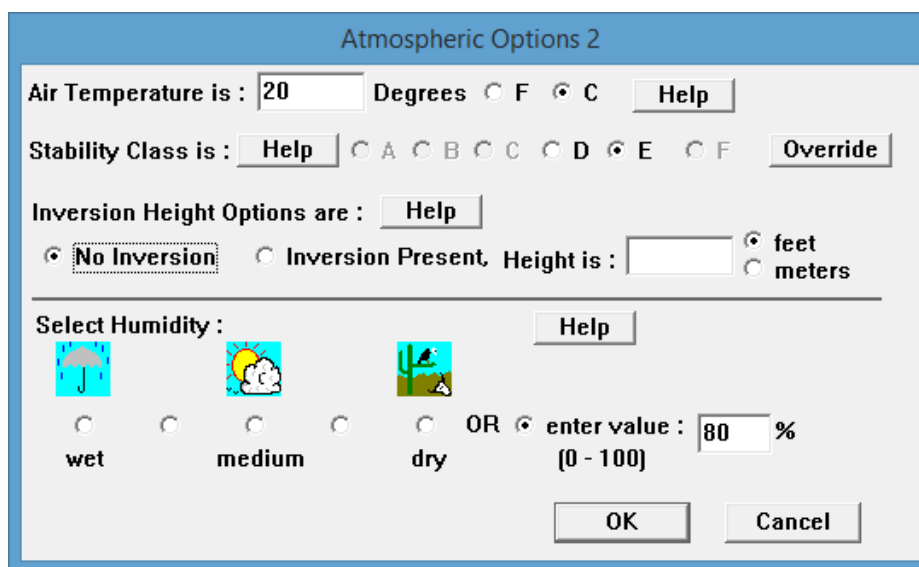 Atmospheric Options 2
Air Temperature is : 20 Degrees F C Help
Stability Class is : Help A B C D E F Override
Inversion Height Options are : Help
No Inversion Inversion Present, Height is : feet
meters
Select Humidity : Help
OR enter value : 80 %
wet medium dry (0 - 100)
OK Cancel